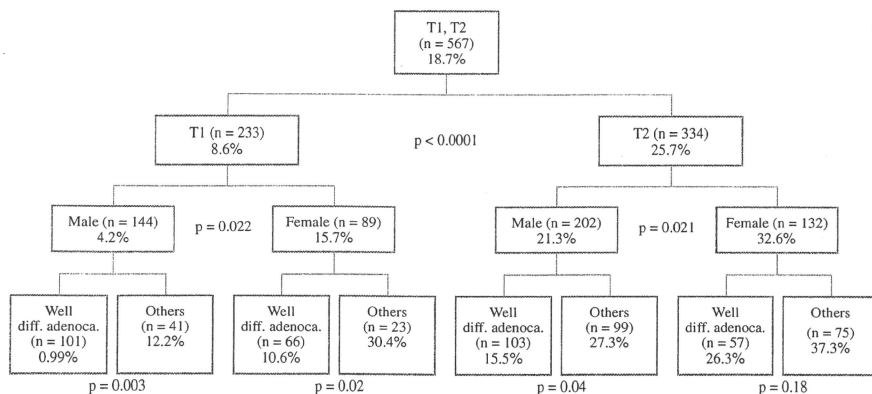 T1, T2
(n = 567)
18.7%
T1 (n = 233)
8.6%
p < 0.0001
T2 (n = 334)
25.7%
Male (n = 144)
4.2%
p = 0.022
Female (n = 89)
15.7%
Male (n = 202)
21.3%
p = 0.021
Female (n = 132)
32.6%
Well
diff. adenoca.
(n = 101)
0.99%
Others
(n = 41)
12.2%
Well
diff. adenoca.
(n = 66)
10.6%
Others
(n = 23)
30.4%
Well
diff. adenoca.
(n = 103)
15.5%
Others
(n = 99)
27.3%
Well
diff. adenoca.
(n = 57)
26.3%
Others
(n = 75)
37.3%
p = 0.003
p = 0.02
p = 0.04
p = 0.18